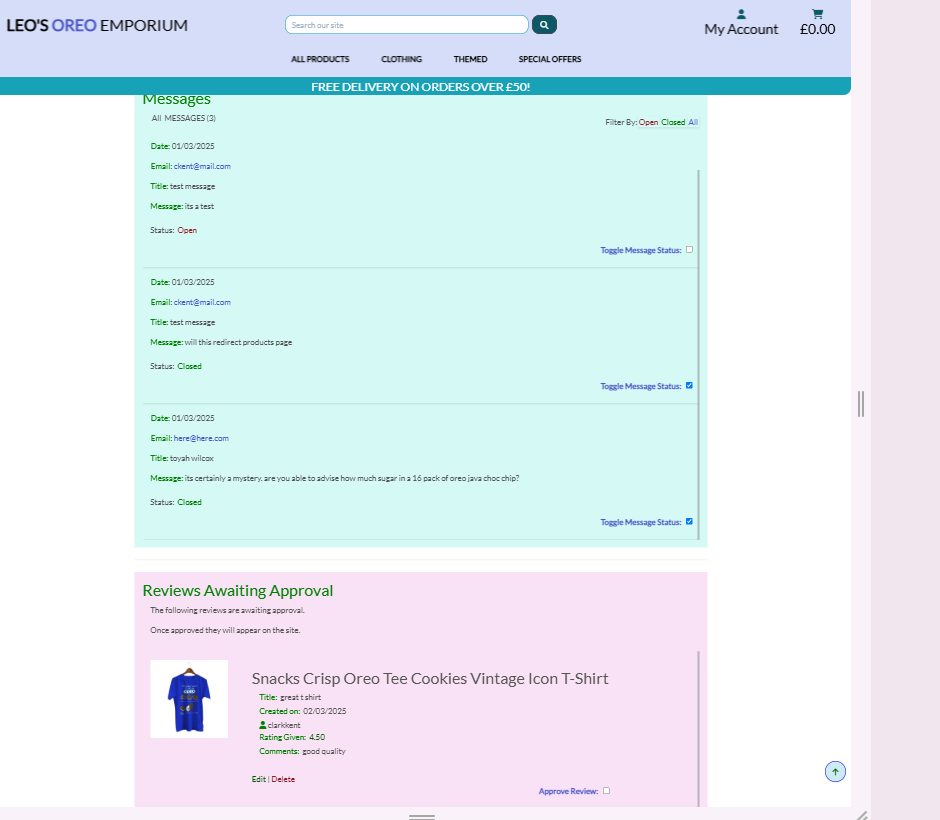 LEO'S OREO EMPORIUM
Search our site
My Account
£0.00
ALL PRODUCTS CLOTHING THEMED SPECIAL OFFERS
FREE DELIVERY ON ORDERS OVER £50!
Messages
All MESSAGES (3)
Filter By: Open Closed All
Date: 01/03/2025
Email: ckent@mail.com
Title: test message
Message: its a test
Status: Open
Toggle Message Status:
Date: 01/03/2025
Email: ckent@mail.com
Title: test message
Message: will this redirect products page
Status: Closed
Toggle Message Status:
Date: 01/03/2025
Email: here@here.com
Title: toyah wilcox
Message: its certainly a mystery. are you able to advise how much sugar in a 16 pack of oreo java choc chip?
Status: Closed
Toggle Message Status:
Reviews Awaiting Approval
The following reviews are awaiting approval.
Once approved they will appear on the site.
Snacks Crisp Oreo Tee Cookies Vintage Icon T-Shirt
Title: great t shirt
Created on: 02/03/2025
clarkkent
Rating Given: 4.50
Comments: good quality
Edit | Delete
Approve Review: